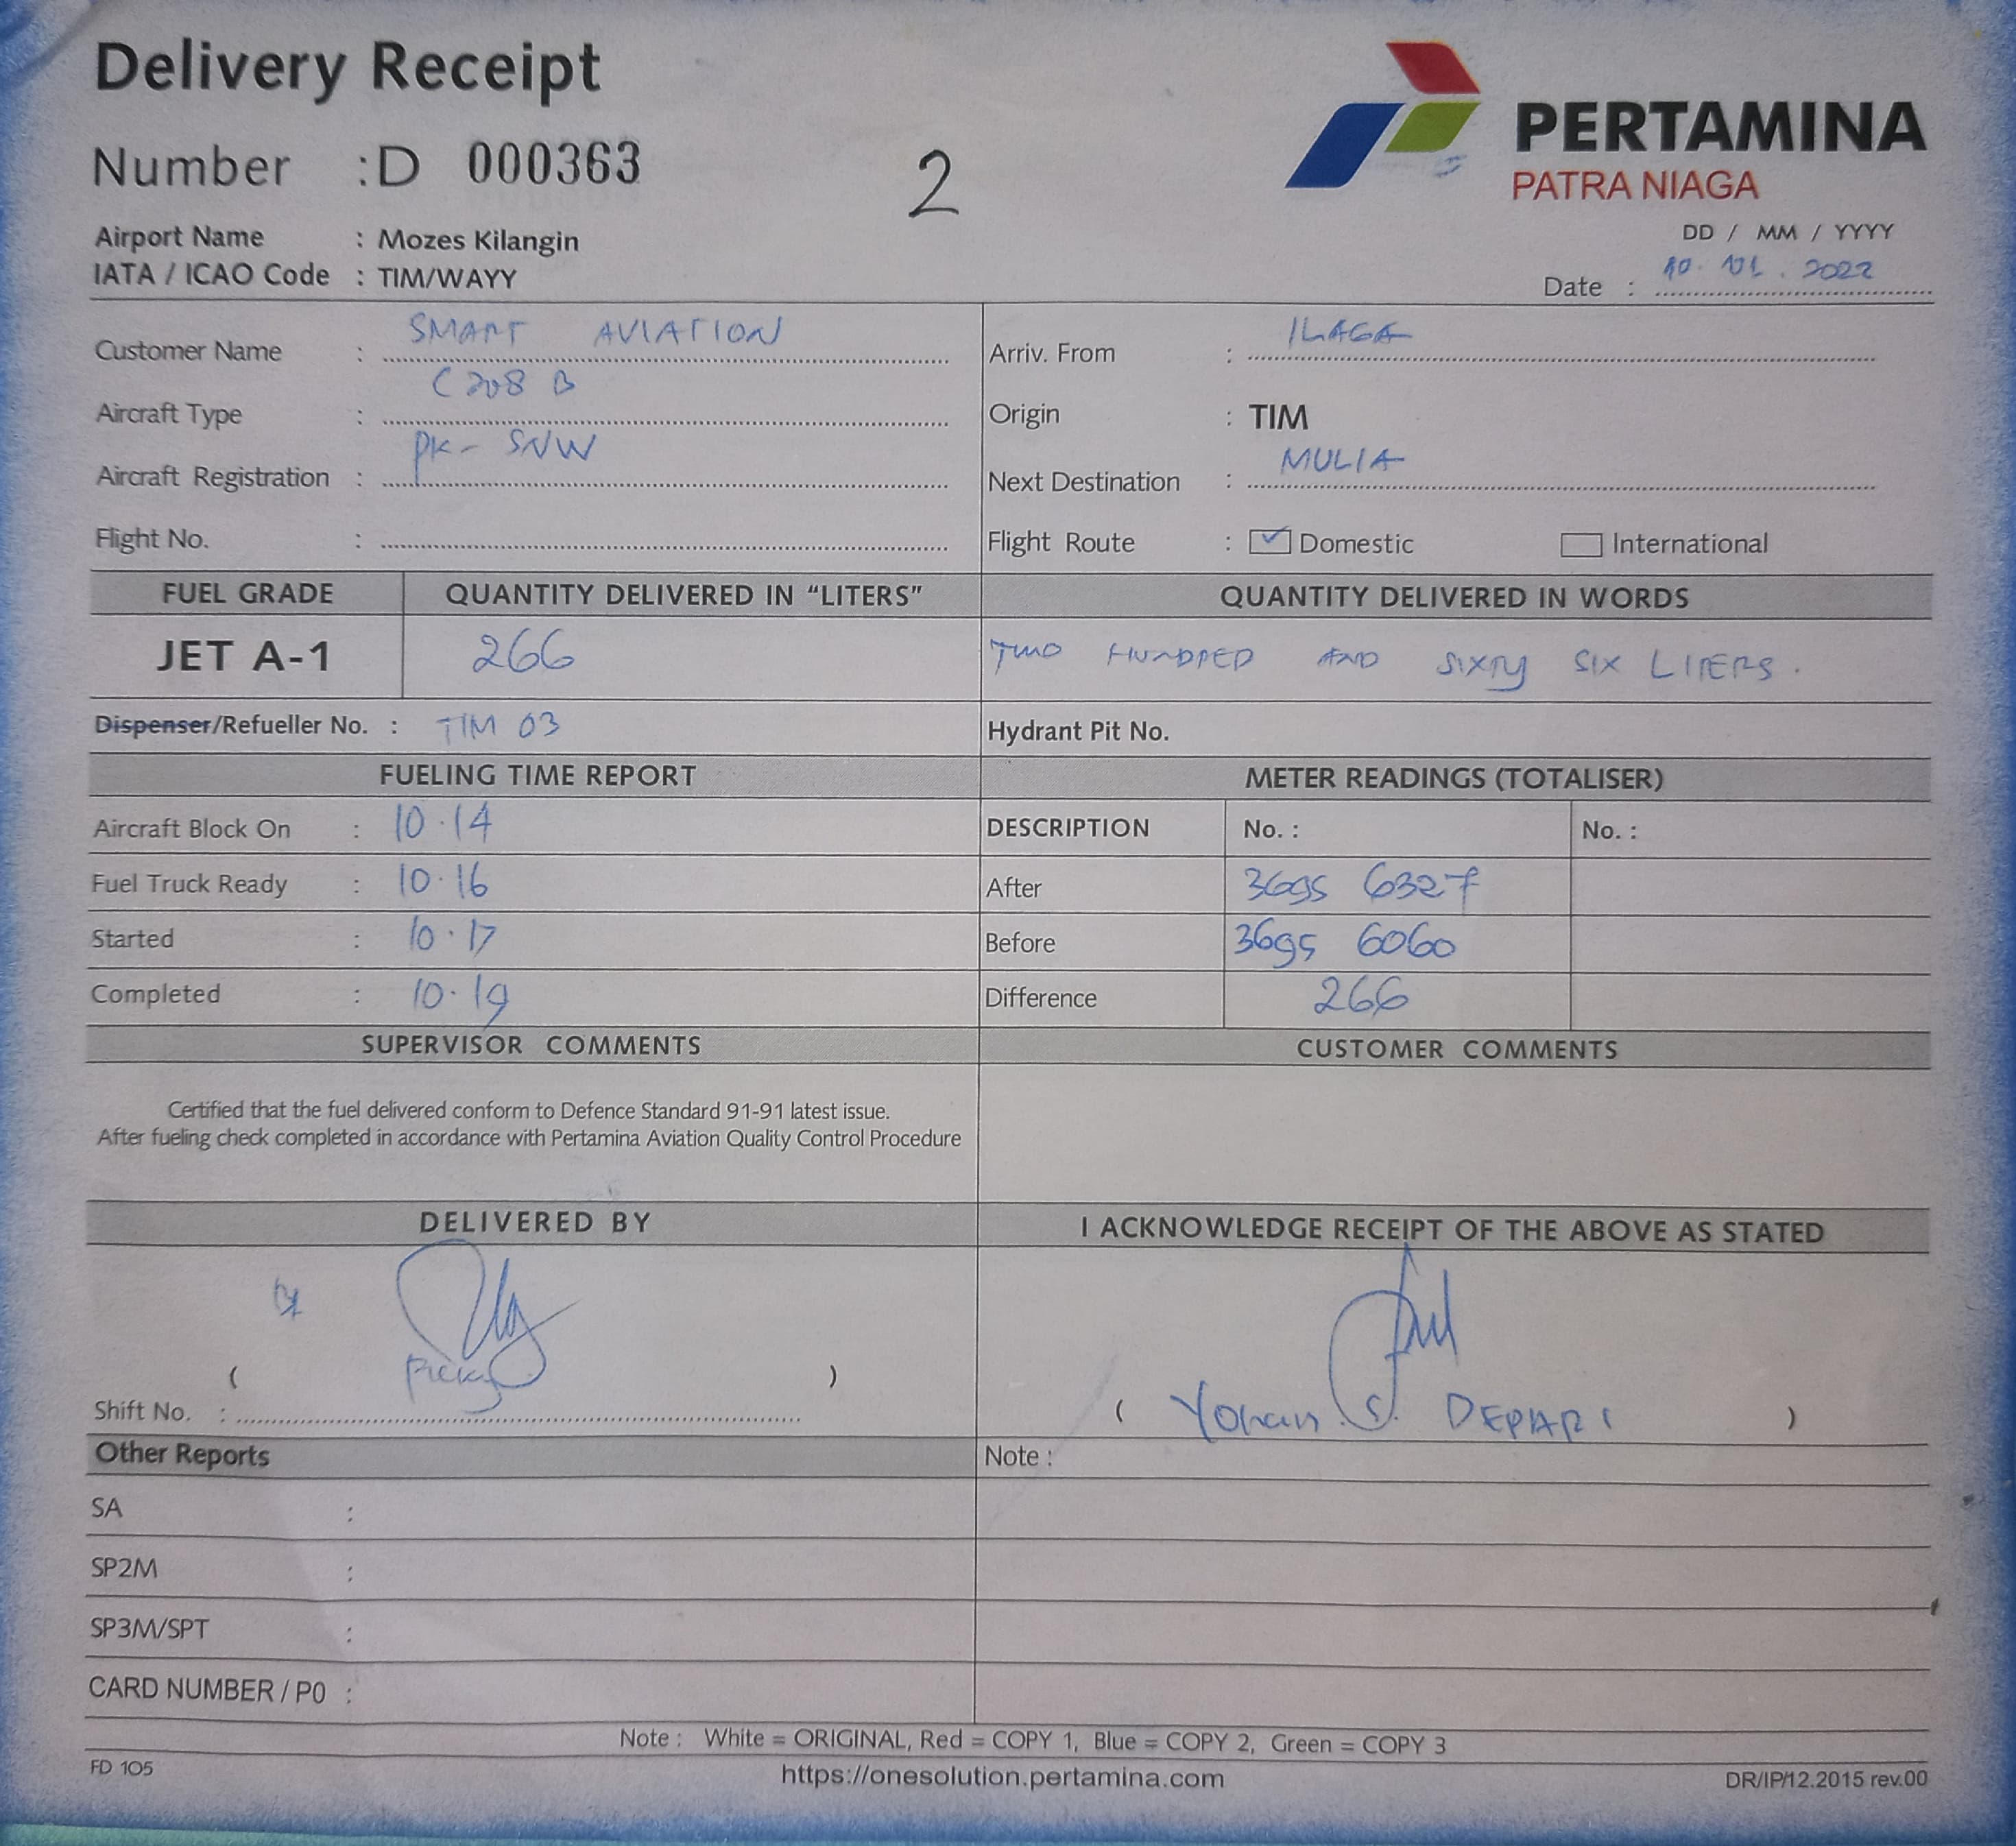 Delivery Receipt
Number : D 000363
2
PERTAMINA
PATRA NIAGA
Airport Name : Mozes Kilangin
IATA / ICAO Code : TIM/WAYY
DD / MM / YYYY
Date : 10. 01. 2022
Customer Name : SMART AVIATION
Arriv. From : ILAGA
Aircraft Type : C 208 B
Origin : TIM
Aircraft Registration : PK- SNW
Next Destination : MULIA
Flight No. :
Flight Route : Domestic International
FUEL GRADE QUANTITY DELIVERED IN "LITERS" QUANTITY DELIVERED IN WORDS
JET A-1 266 TWO HUNDRED AND SIXTY SIX LITERS.
Dispenser/Refueller No. : TIM 03 Hydrant Pit No.
FUELING TIME REPORT METER READINGS (TOTALISER)
Aircraft Block On : 10.14 DESCRIPTION No. : No. :
Fuel Truck Ready : 10.16 After 3695 6327
Started : 10.17 Before 3695 6060
Completed : 10.19 Difference 266
SUPERVISOR COMMENTS CUSTOMER COMMENTS
Certified that the fuel delivered conform to Defence Standard 91-91 latest issue.
After fueling check completed in accordance with Pertamina Aviation Quality Control Procedure
DELIVERED BY I ACKNOWLEDGE RECEIPT OF THE ABOVE AS STATED
( )
Shift No. :
( Yohan. S. DEPARI )
Other Reports Note :
SA :
SP2M :
SP3M/SPT :
CARD NUMBER / P0 :
Note : White = ORIGINAL, Red = COPY 1, Blue = COPY 2, Green = COPY 3
FD 105 https://onesolution.pertamina.com DR/IP/12.2015 rev.00